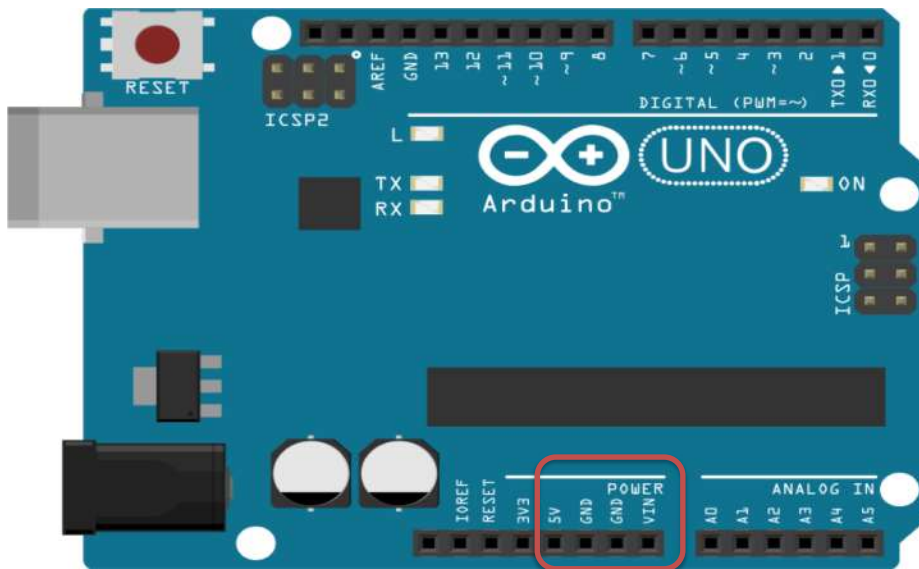 RESET
ICSP2
AREF
GND
13
12
~11
~10
~9
8
7
~6
~5
4
~3
2
TX0▶1
RX0◀0
DIGITAL (PWM=~)
L
TX
RX
UNO
Arduino™
ON
1
ICSP
POWER
ANALOG IN
IOREF
RESET
3V3
5V
GND
GND
VIN
A0
A1
A2
A3
A4
A5